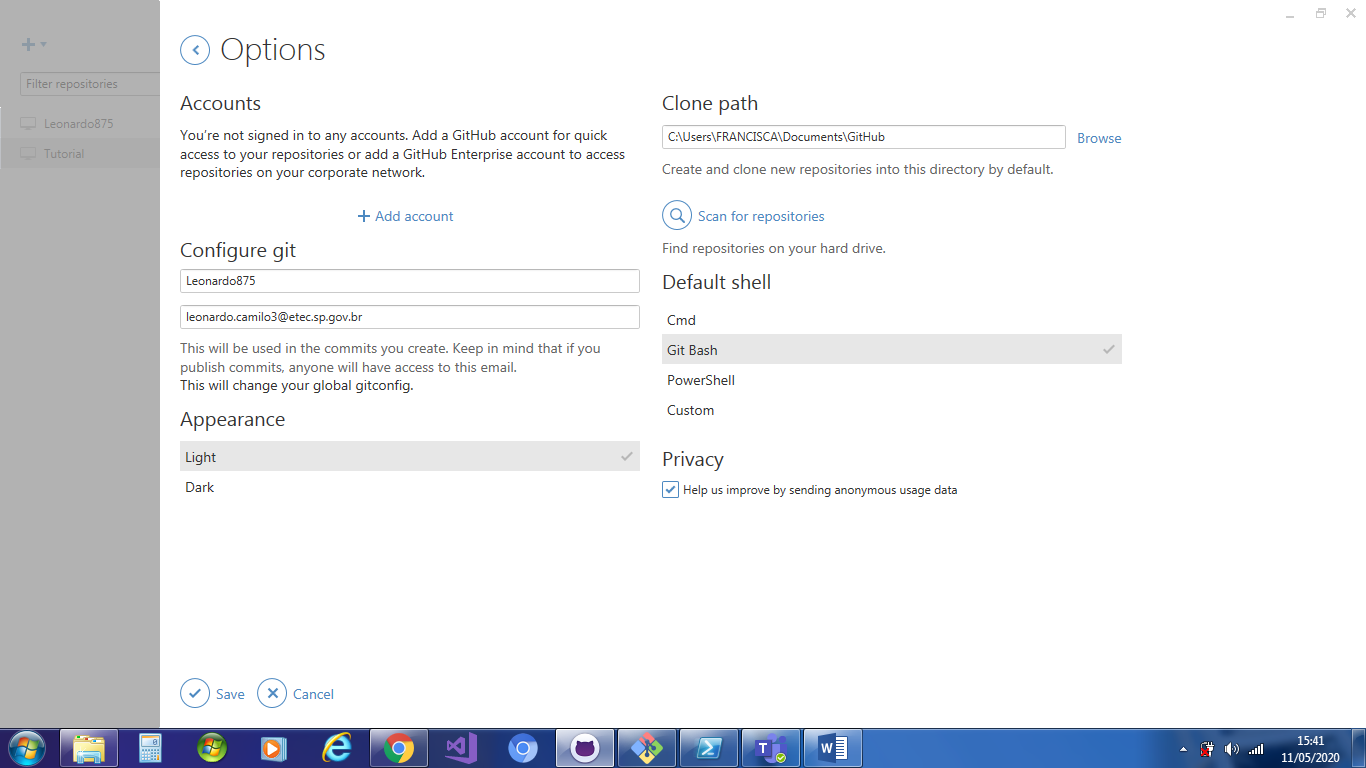 Options
Filter repositories
Leonardo875
Tutorial
Accounts
You're not signed in to any accounts. Add a GitHub account for quick
access to your repositories or add a GitHub Enterprise account to access
repositories on your corporate network.
Add account
Configure git
Leonardo875
leonardo.camilo3@etec.sp.gov.br
This will be used in the commits you create. Keep in mind that if you
publish commits, anyone will have access to this email.
This will change your global gitconfig.
Appearance
Light
Dark
Clone path
C:\Users\FRANCISCA\Documents\GitHub
Browse
Create and clone new repositories into this directory by default.
Scan for repositories
Find repositories on your hard drive.
Default shell
Cmd
Git Bash
PowerShell
Custom
Privacy
Help us improve by sending anonymous usage data
Save
Cancel
15:41
11/05/2020